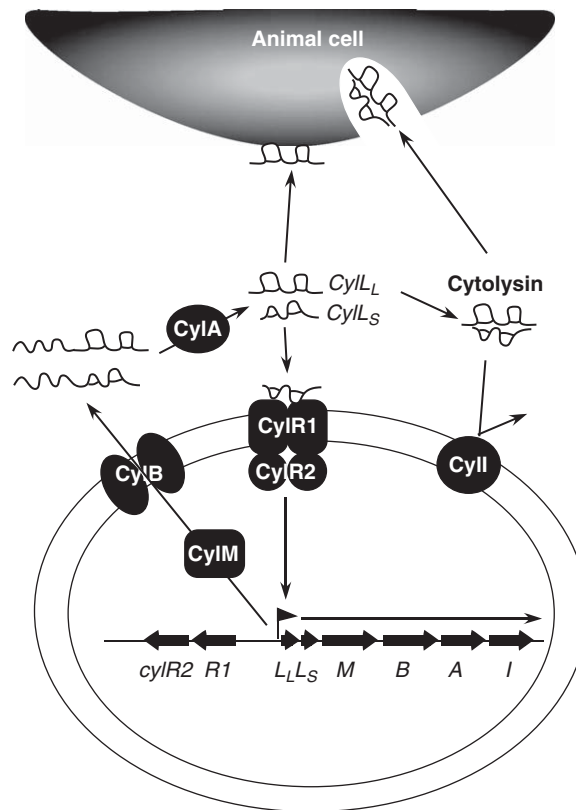 Animal cell
CylL_L
Cytolysin
CylL_S
CylA
CylR1
CylR2
CylB
CylI
CylM
cylR2 R1 L_L L_S M B A I